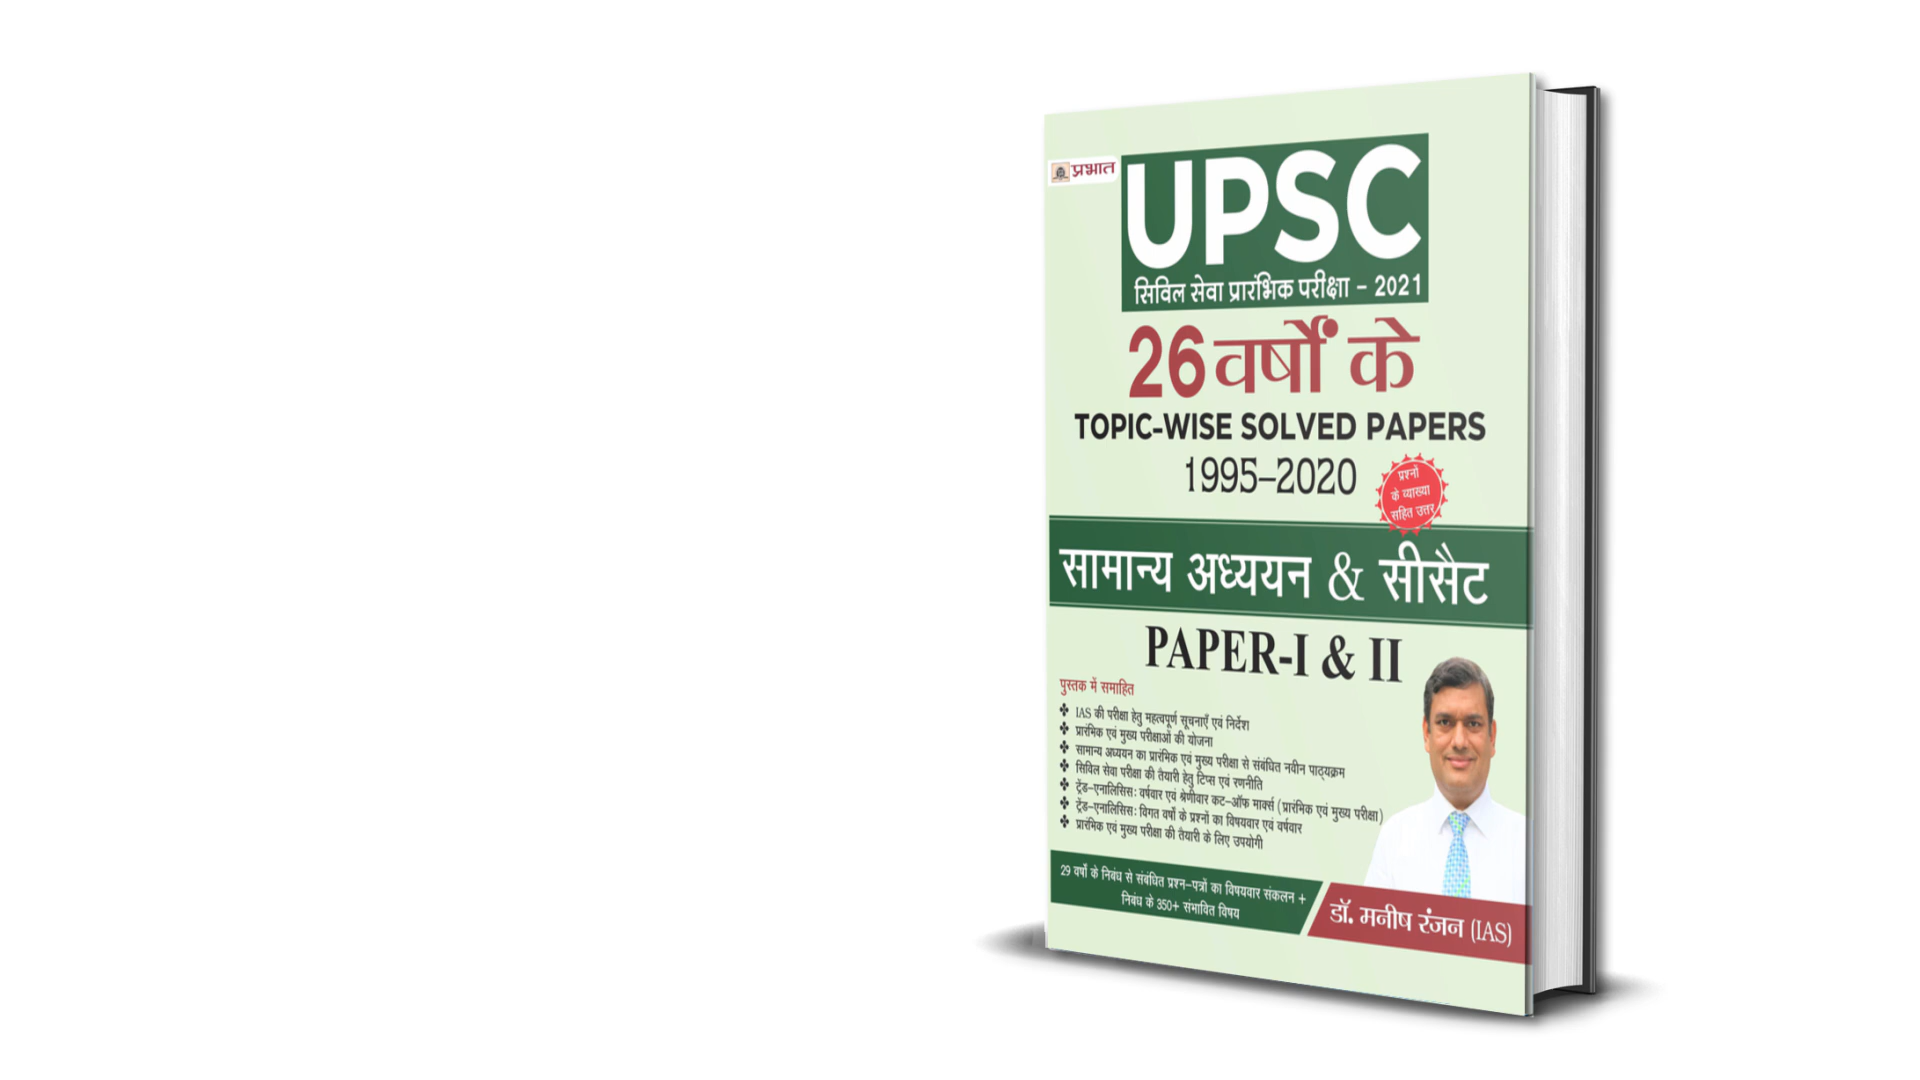 प्रभात
UPSC
सिविल सेवा प्रारंभिक परीक्षा - 2021
26 वर्षों के
TOPIC-WISE SOLVED PAPERS
1995–2020
प्रश्नों
के व्याख्या
सहित उत्तर
सामान्य अध्ययन & सीसैट
PAPER-I & II
पुस्तक में समाहित
IAS की परीक्षा हेतु महत्वपूर्ण सूचनाएँ एवं निर्देश
प्रारंभिक एवं मुख्य परीक्षाओं की योजना
सामान्य अध्ययन का प्रारंभिक एवं मुख्य परीक्षा से संबंधित नवीन पाठ्यक्रम
सिविल सेवा परीक्षा की तैयारी हेतु टिप्स एवं रणनीति
ट्रेंड-एनालिसिस: वर्षवार एवं श्रेणीवार कट-ऑफ मार्क्स (प्रारंभिक एवं मुख्य परीक्षा)
ट्रेंड-एनालिसिस: विगत वर्षों के प्रश्नों का विषयवार एवं वर्षवार
प्रारंभिक एवं मुख्य परीक्षा की तैयारी के लिए उपयोगी
29 वर्षों के निबंध से संबंधित प्रश्न-पत्रों का विषयवार संकलन +
निबंध के 350+ संभावित विषय
डॉ. मनीष रंजन (IAS)